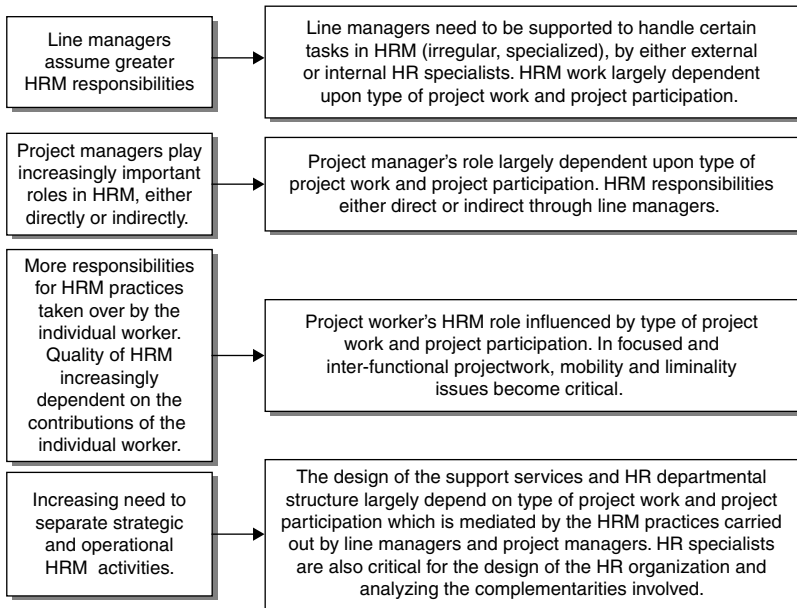 Line managers
assume greater
HRM responsibilities
Line managers need to be supported to handle certain
tasks in HRM (irregular, specialized), by either external
or internal HR specialists. HRM work largely dependent
upon type of project work and project participation.
Project managers play
increasingly important
roles in HRM, either
directly or indirectly.
Project manager's role largely dependent upon type of
project work and project participation. HRM responsibilities
either direct or indirect through line managers.
More responsibilities
for HRM practices
taken over by the
individual worker.
Quality of HRM
increasingly
dependent on the
contributions of the
individual worker.
Project worker's HRM role influenced by type of project
work and project participation. In focused and
inter-functional projectwork, mobility and liminality
issues become critical.
Increasing need to
separate strategic
and operational
HRM activities.
The design of the support services and HR departmental
structure largely depend on type of project work and project
participation which is mediated by the HRM practices carried
out by line managers and project managers. HR specialists
are also critical for the design of the HR organization and
analyzing the complementarities involved.